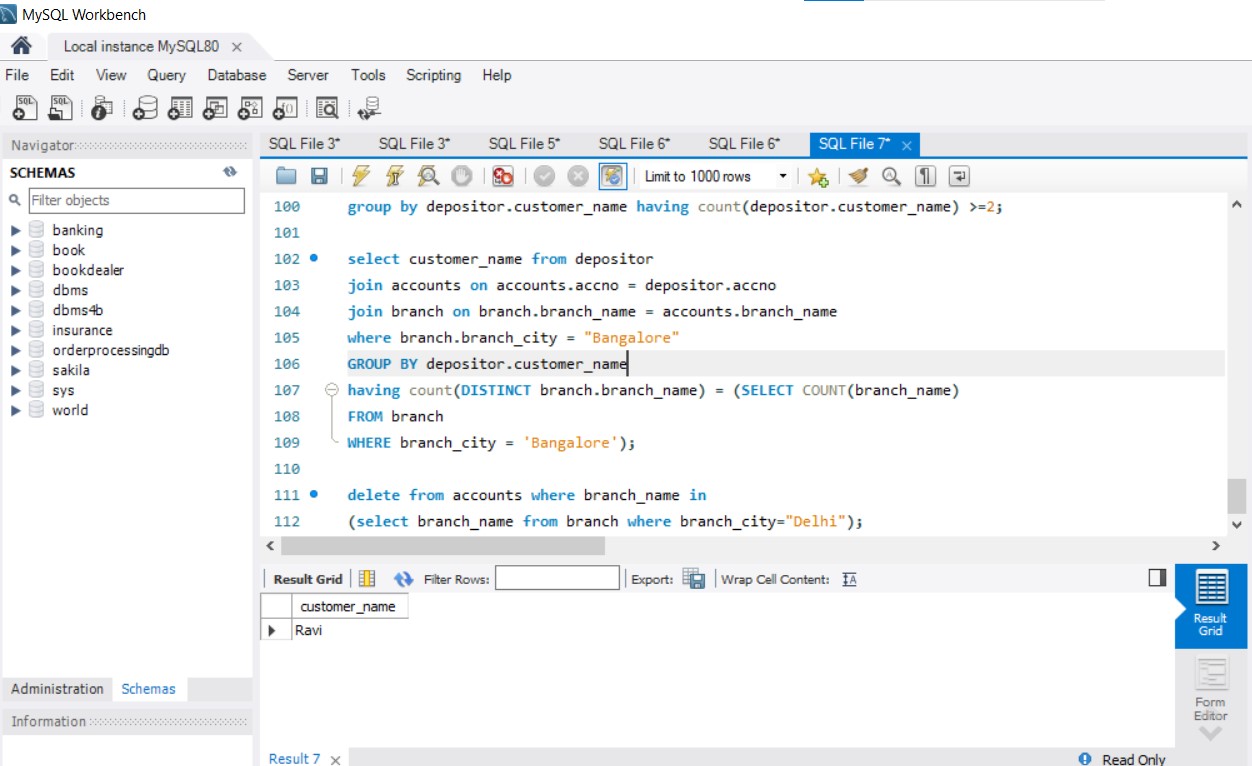 MySQL Workbench
Local instance MySQL80
File Edit View Query Database Server Tools Scripting Help
Navigator
SCHEMAS
Filter objects
banking
book
bookdealer
dbms
dbms4b
insurance
orderprocessingdb
sakila
sys
world
Administration Schemas
Information
SQL File 3* SQL File 3* SQL File 5* SQL File 6* SQL File 6* SQL File 7*
Limit to 1000 rows
100 group by depositor.customer_name having count(depositor.customer_name) >=2;
101
102 select customer_name from depositor
103 join accounts on accounts.accno = depositor.accno
104 join branch on branch.branch_name = accounts.branch_name
105 where branch.branch_city = "Bangalore"
106 GROUP BY depositor.customer_name
107 having count(DISTINCT branch.branch_name) = (SELECT COUNT(branch_name)
108 FROM branch
109 WHERE branch_city = 'Bangalore');
110
111 delete from accounts where branch_name in
112 (select branch_name from branch where branch_city="Delhi");
Result Grid Filter Rows: Export: Wrap Cell Content:
customer_name
Ravi
Result
Grid
Form
Editor
Result 7 Read Only